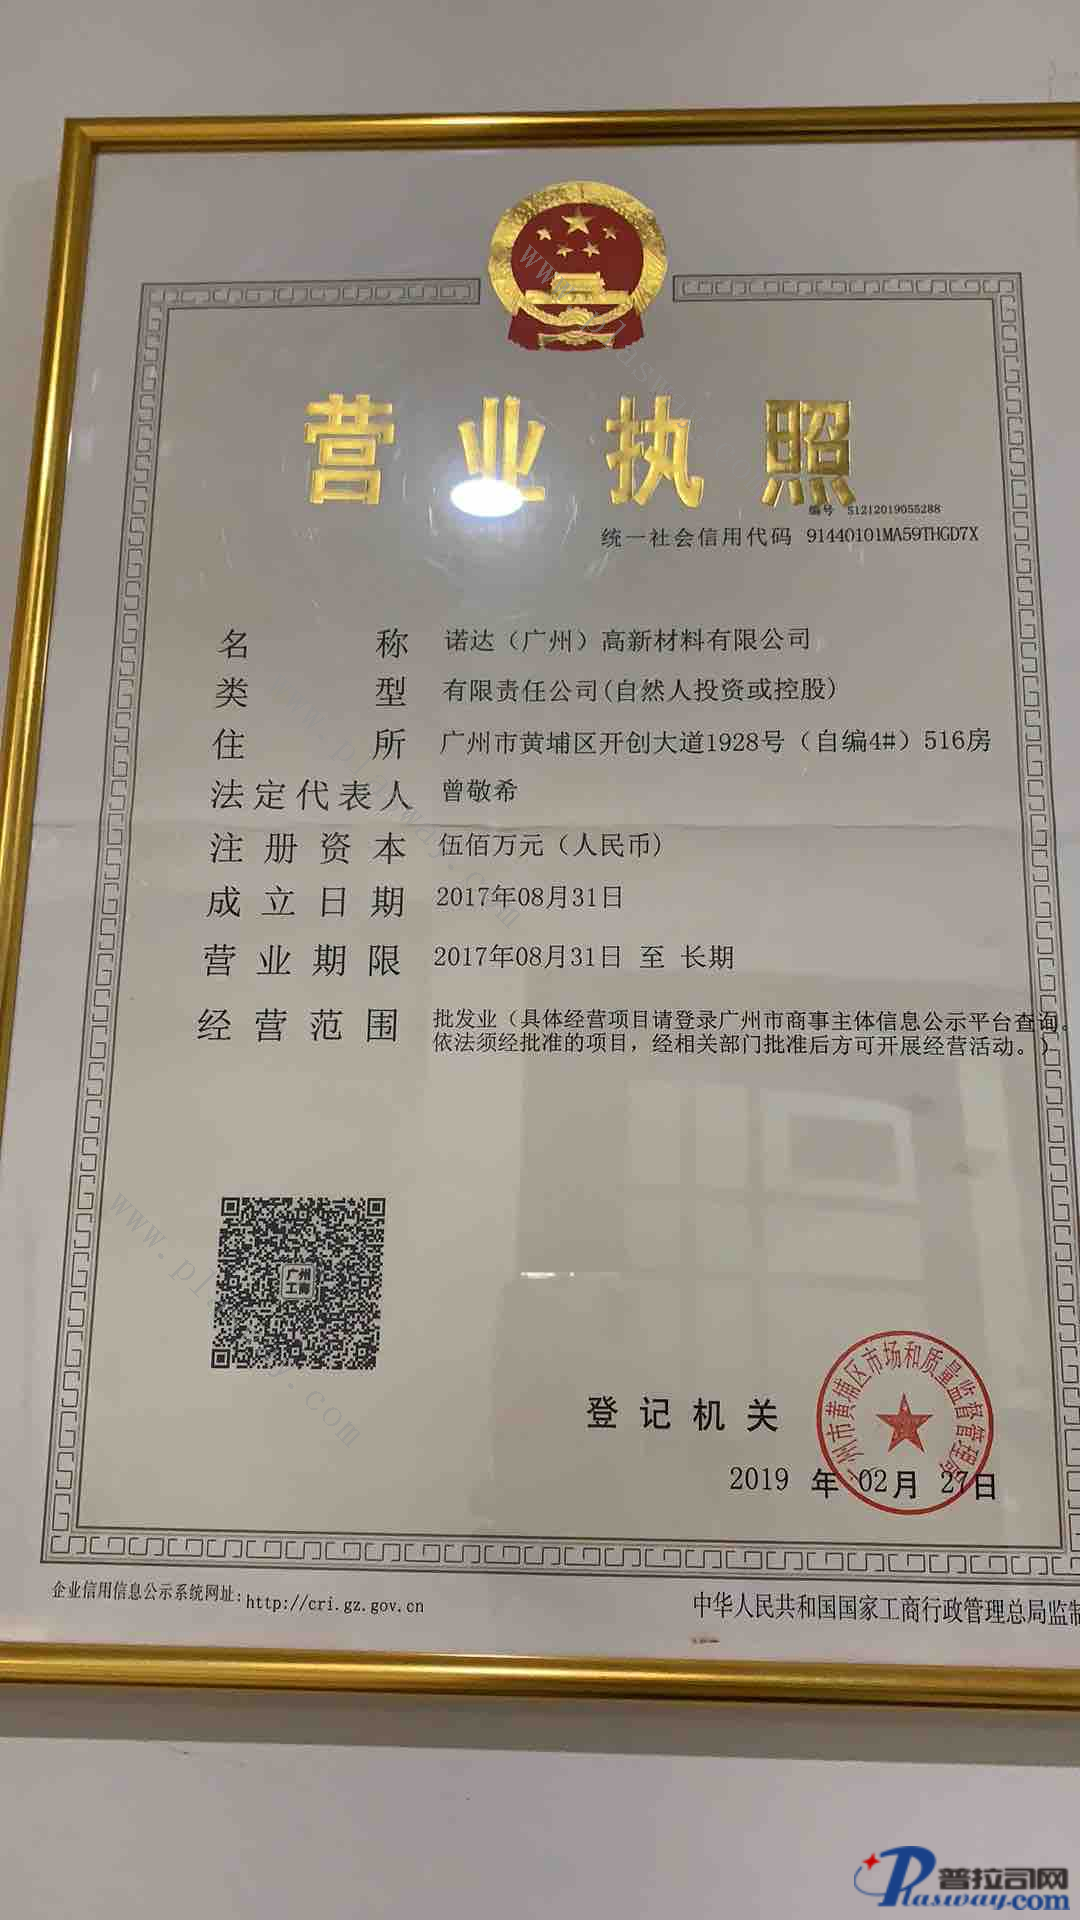 营业执照
编号 S1212019055288
统一社会信用代码 91440101MA59THGD7X
名称 诺达（广州）高新材料有限公司
类型 有限责任公司(自然人投资或控股)
住所 广州市黄埔区开创大道1928号（自编4#）516房
法定代表人 曾敬希
注册资本 伍佰万元（人民币)
成立日期 2017年08月31日
营业期限 2017年08月31日 至 长期
经营范围 批发业（具体经营项目请登录广州市商事主体信息公示平台查询。
依法须经批准的项目，经相关部门批准后方可开展经营活动。）
广州
工商
登记机关
广州市黄埔区市场和质量监督管理局
2019 年 02月 27日
企业信用信息公示系统网址:http://cri.gz.gov.cn
中华人民共和国国家工商行政管理总局监制
www.plasway.com
www.plasway.com
www.plasway.com
普拉司网
Plasway.com